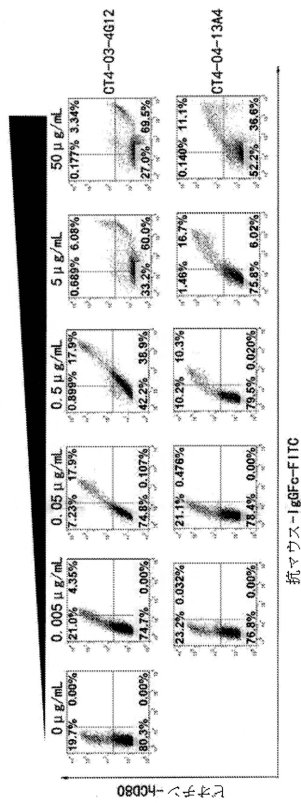 0 μg/mL
0.005 μg/mL
0.05 μg/mL
0.5 μg/mL
5 μg/mL
50 μg/mL
19.7% 0.00%
80.3% 0.00%
21.0% 4.35%
74.7% 0.00%
7.23% 17.9%
74.8% 0.107%
0.899% 17.9%
42.2% 38.9%
0.689% 6.08%
33.2% 60.0%
0.177% 3.34%
27.0% 69.5%
CT4-03-4G12
23.2% 0.032%
76.8% 0.00%
21.1% 0.476%
78.4% 0.00%
10.2% 10.3%
79.5% 0.020%
1.46% 16.7%
75.8% 6.02%
0.140% 11.1%
52.2% 36.6%
CT4-04-13A4
ビオチン-hCD80
抗マウス-IgGFc-FITC